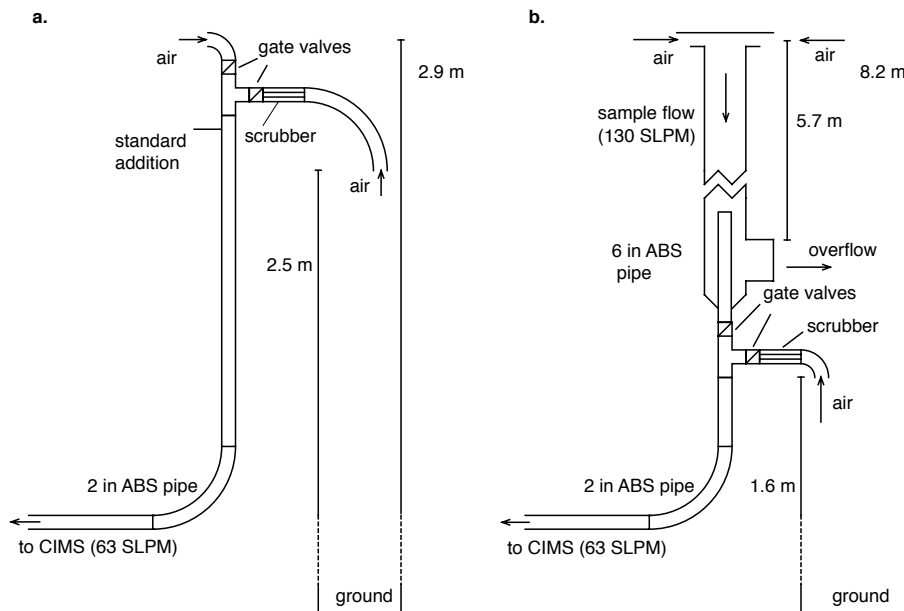 a.
air
gate valves
2.9 m
scrubber
standard
addition
air
2.5 m
2 in ABS pipe
to CIMS (63 SLPM)
ground
b.
air
air
8.2 m
sample flow
(130 SLPM)
5.7 m
6 in ABS
pipe
overflow
gate valves
scrubber
air
2 in ABS pipe
1.6 m
to CIMS (63 SLPM)
ground